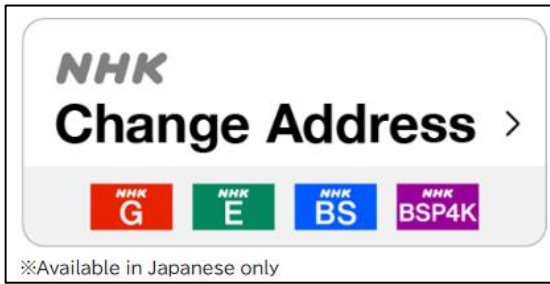 NHK
Change Address >
NHK NHK NHK NHK
G E BS BSP4K
※Available in Japanese only